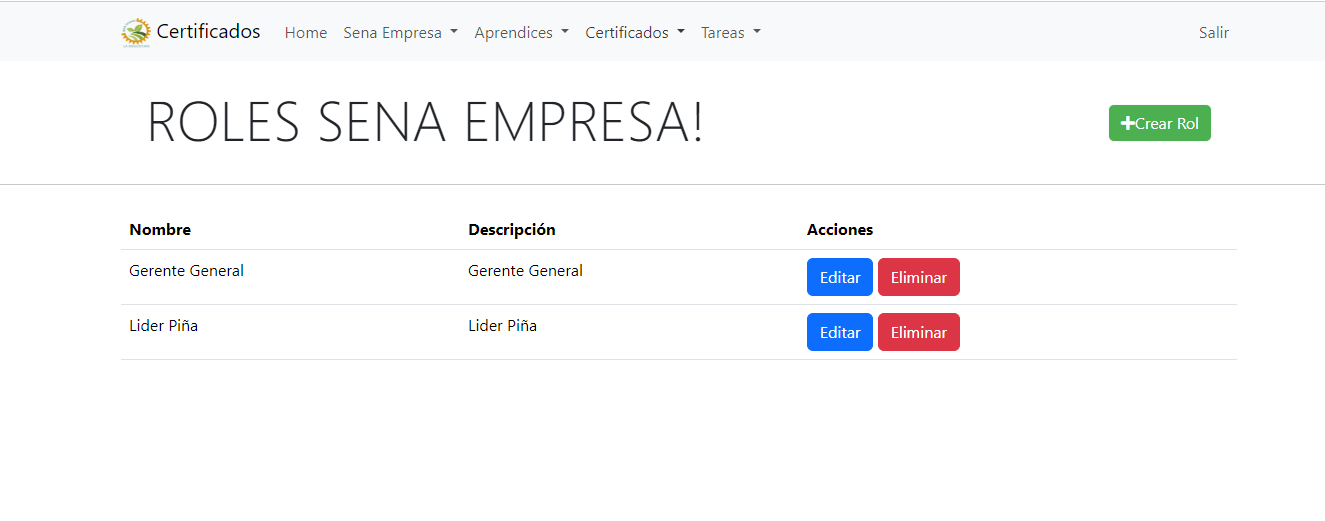 Certificados Home Sena Empresa Aprendices Certificados Tareas Salir
ROLES SENA EMPRESA!
Crear Rol
Nombre Descripción Acciones
Gerente General Gerente General Editar Eliminar
Lider Piña Lider Piña Editar Eliminar